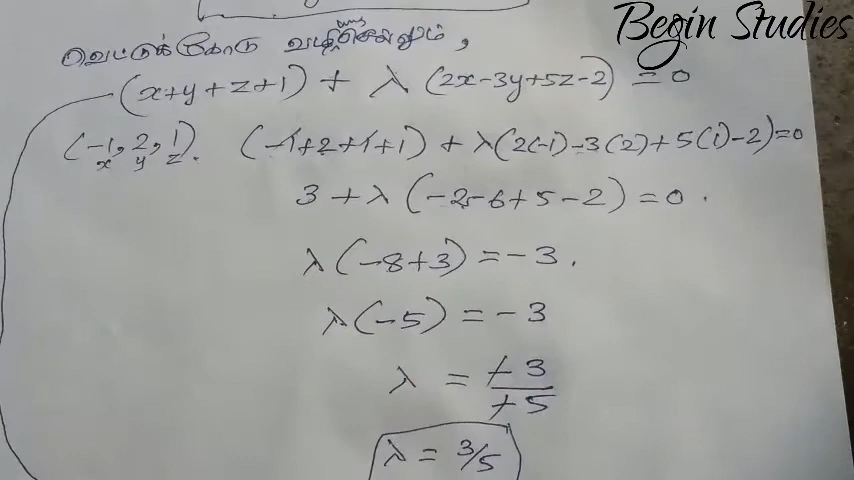 Begin Studies
வெட்டுக்கோடு வழிச்செலும்,
(x+y+z+1) + λ (2x-3y+5z-2) = 0
(-1, 2, 1). (-1+2+1+1) + λ(2(-1)-3(2)+5(1)-2)=0
x y z
3 + λ (-2-6+5-2) = 0.
λ (-8+3) = -3.
λ(-5) = -3
λ = -3/-5
λ = 3/5